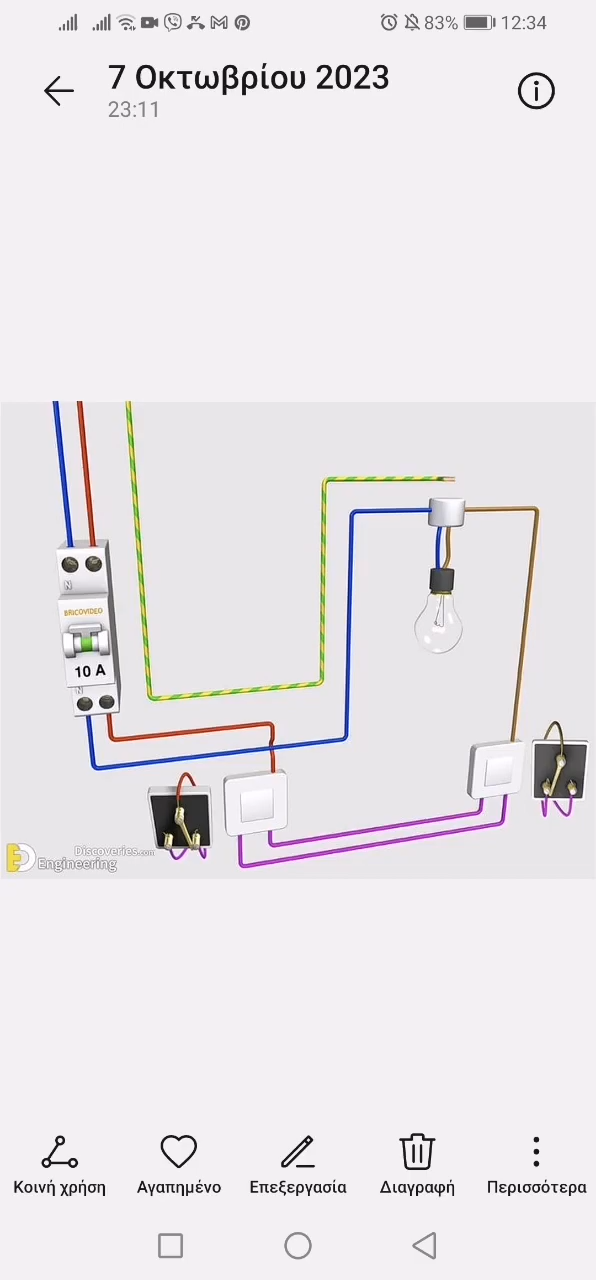 83% 12:34
7 Οκτωβρίου 2023
23:11
N
BRICOVIDEO
10 A
N
ED Discoveries.com
Engineering
Κοινή χρήση Αγαπημένο Επεξεργασία Διαγραφή Περισσότερα